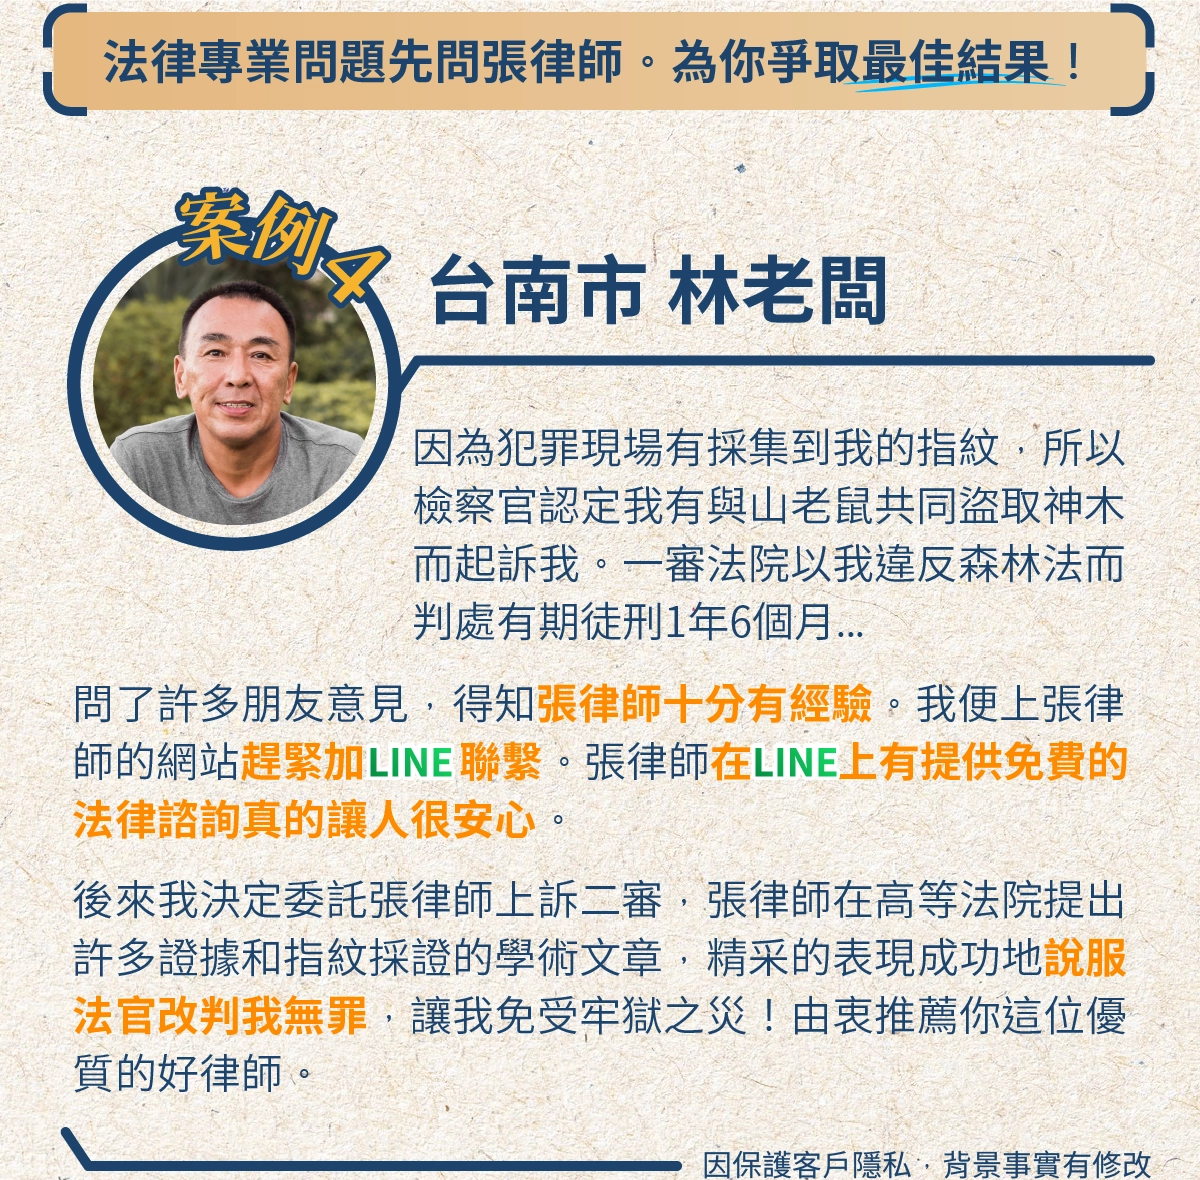 法律專業問題先問張律師。為你爭取最佳結果！
案例4
台南市 林老闆
因為犯罪現場有採集到我的指紋，所以
檢察官認定我有與山老鼠共同盜取神木
而起訴我。一審法院以我違反森林法而
判處有期徒刑1年6個月...
問了許多朋友意見，得知張律師十分有經驗。我便上張律
師的網站趕緊加LINE聯繫。張律師在LINE上有提供免費的
法律諮詢真的讓人很安心。
後來我決定委託張律師上訴二審，張律師在高等法院提出
許多證據和指紋採證的學術文章，精采的表現成功地說服
法官改判我無罪，讓我免受牢獄之災！由衷推薦你這位優
質的好律師。
因保護客戶隱私，背景事實有修改